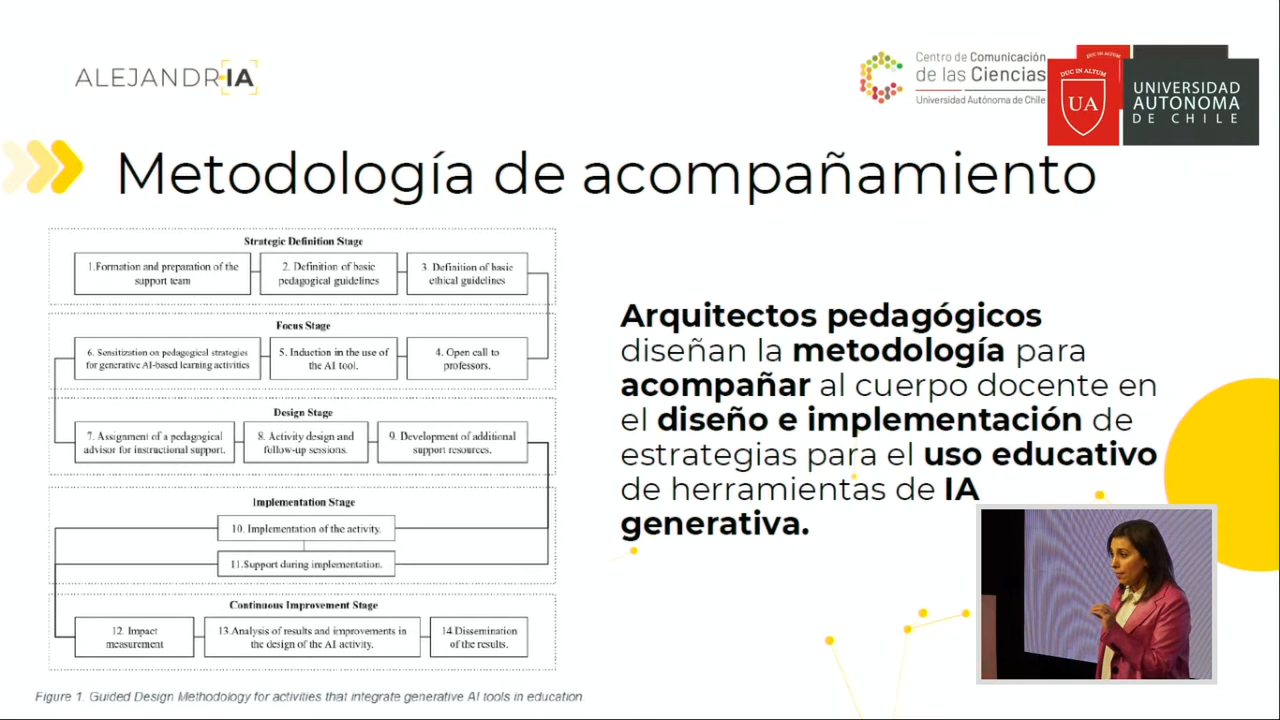 ALEJANDRIA
Centro de Comunicación
de las Ciencias
Universidad Autónoma de Chile
DUC IN ALTUM
DUC IN ALTUM
UA
UNIVERSIDAD
AUTONOMA
DE CHILE
Metodología de acompañamiento
Strategic Definition Stage
1.Formation and preparation of the
support team
2. Definition of basic
pedagogical guidelines
3. Definition of basic
ethical guidelines
Focus Stage
6. Sensitization on pedagogical strategies
for generative AI-based learning activities
5. Induction in the use of
the AI tool.
4. Open call to
professors.
Design Stage
7. Assignment of a pedagogical
advisor for instructional support.
8. Activity design and
follow-up sessions.
9. Development of additional
support resources.
Implementation Stage
10. Implementation of the activity.
11.Support during implementation.
Continuous Improvement Stage
12. Impact
measurement
13.Analysis of results and improvements in
the design of the AI activity.
14.Dissemination
of the results.
Figure 1. Guided Design Methodology for activities that integrate generative AI tools in education
Arquitectos pedagógicos
diseñan la metodología para
acompañar al cuerpo docente en
el diseño e implementación de
estrategias para el uso educativo
de herramientas de IA
generativa.